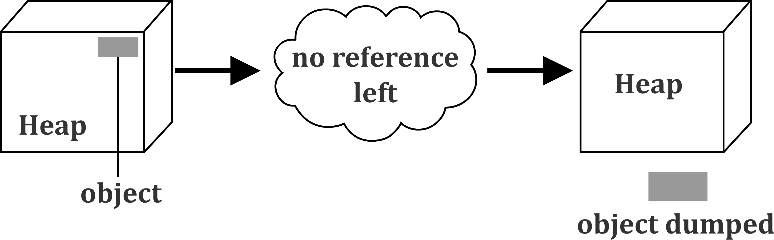 Heap
object
no reference
left
Heap
object dumped